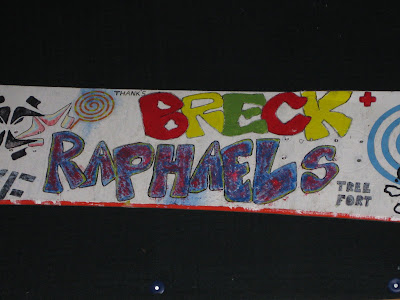 THANKS
BRECK +
RAPHAELS
TREE
FORT